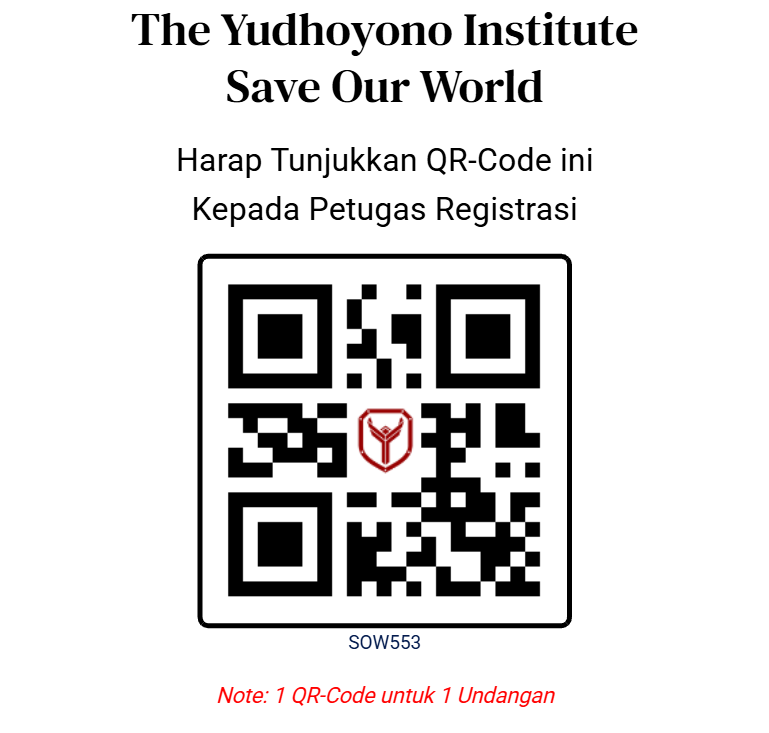 The Yudhoyono Institute
Save Our World
Harap Tunjukkan QR-Code ini
Kepada Petugas Registrasi
SOW553
Note: 1 QR-Code untuk 1 Undangan